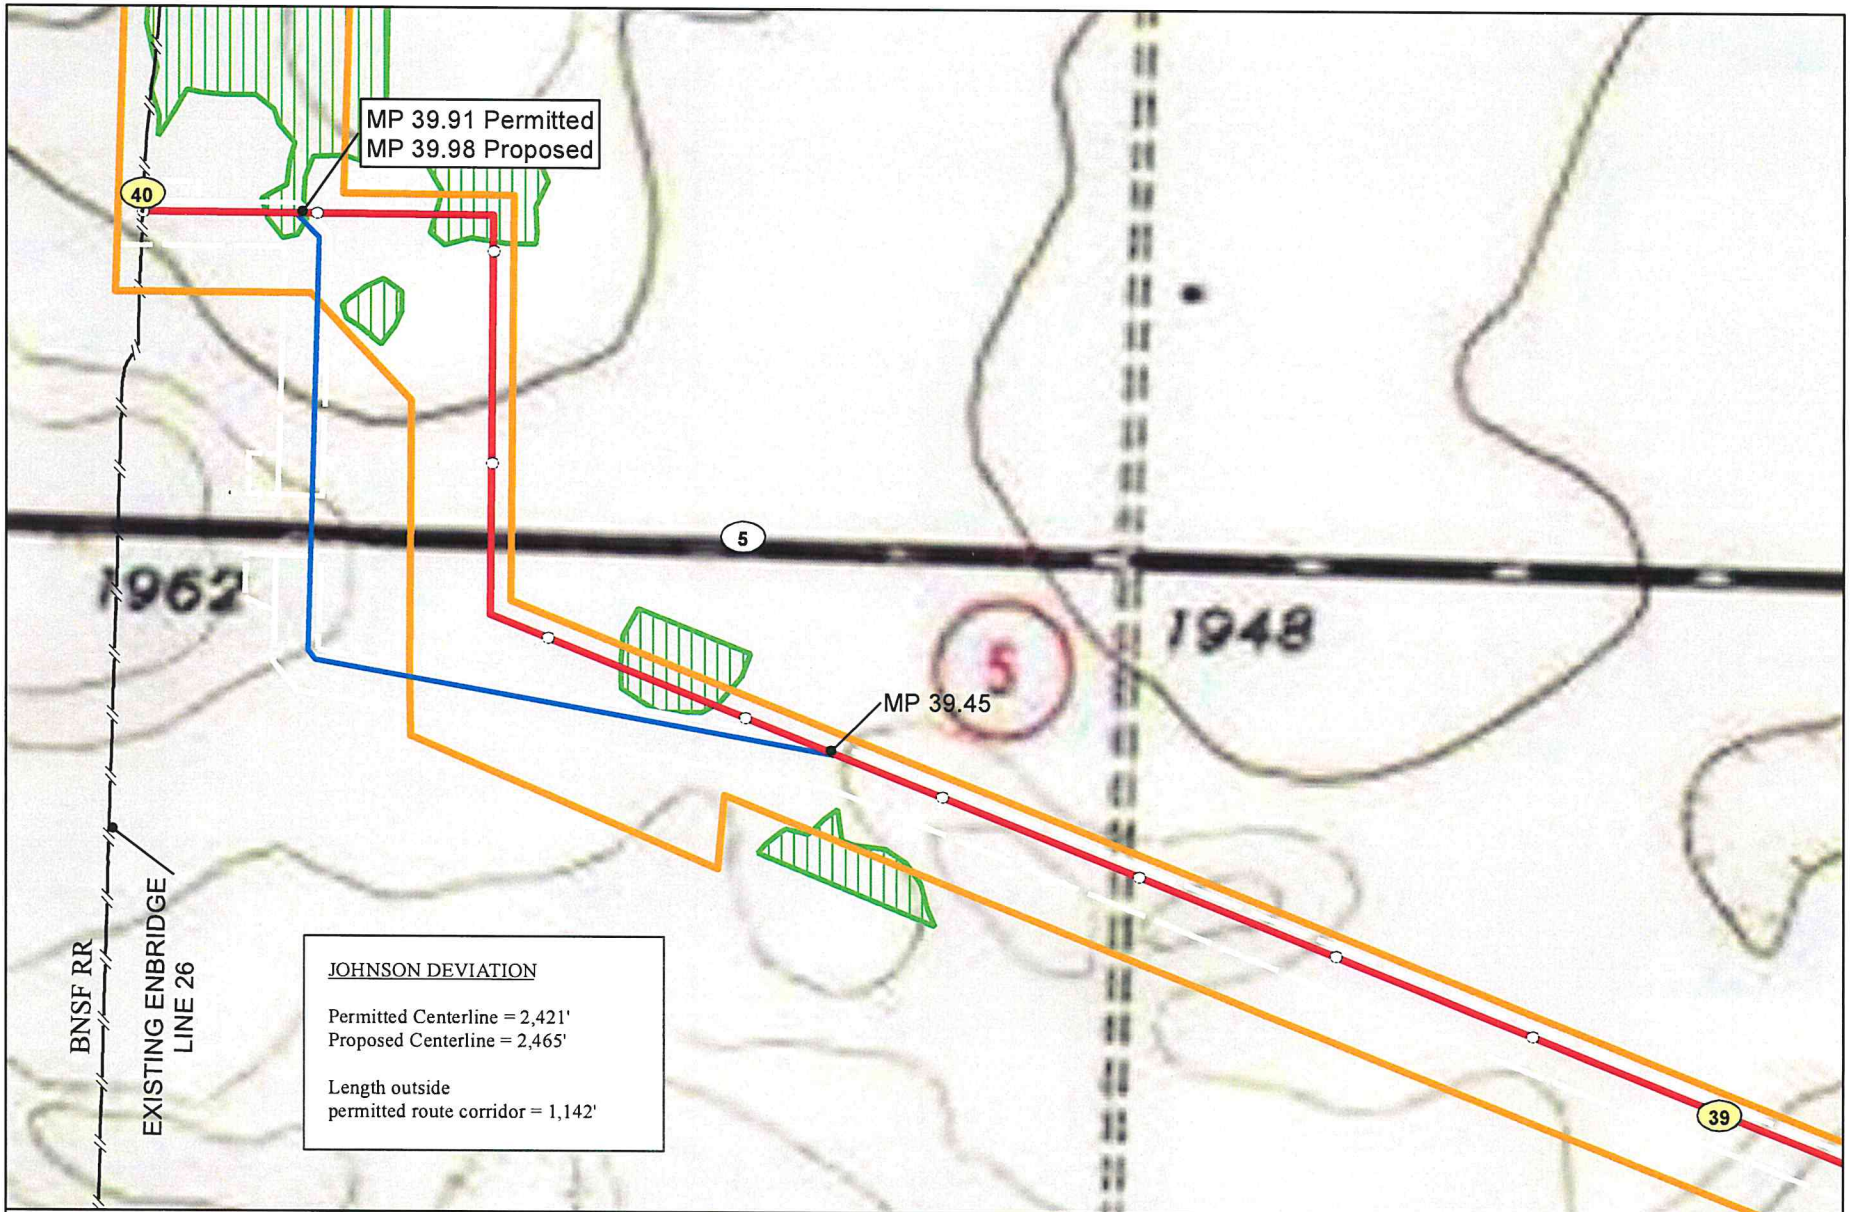 MP 39.91 Permitted
MP 39.98 Proposed
40
5
1962
5
1948
MP 39.45
BNSF RR
EXISTING ENBRIDGE
LINE 26
JOHNSON DEVIATION
Permitted Centerline = 2,421'
Proposed Centerline = 2,465'
Length outside
permitted route corridor = 1,142'
39